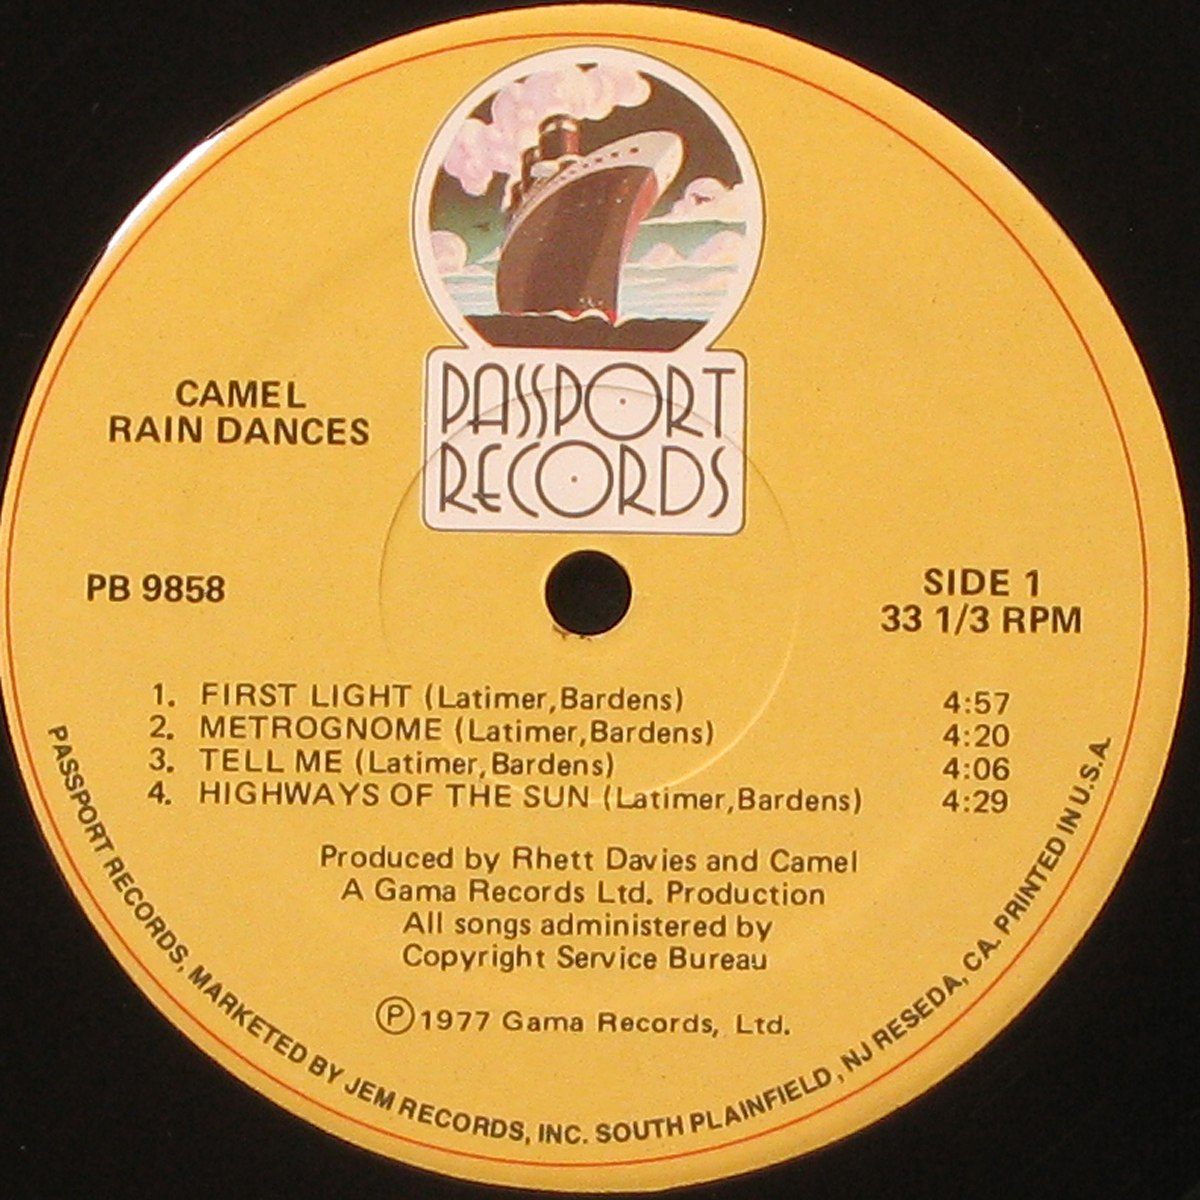 PASSPORT
RECORDS
CAMEL
RAIN DANCES
PB 9858
SIDE 1
33 1/3 RPM
1. FIRST LIGHT (Latimer,Bardens) 4:57
2. METROGNOME (Latimer,Bardens) 4:20
3. TELL ME (Latimer,Bardens) 4:06
4. HIGHWAYS OF THE SUN (Latimer,Bardens) 4:29
Produced by Rhett Davies and Camel
A Gama Records Ltd. Production
All songs administered by
Copyright Service Bureau
Ⓟ1977 Gama Records, Ltd.
PASSPORT RECORDS, MARKETED BY JEM RECORDS, INC. SOUTH PLAINFIELD, NJ RESEDA, CA. PRINTED IN U.S.A.